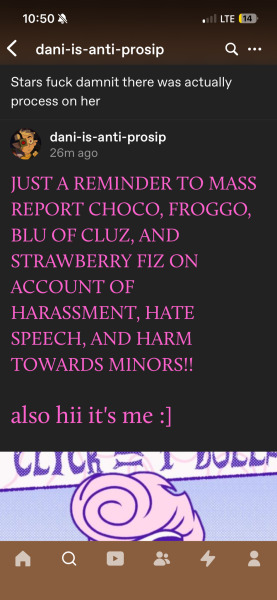 10:50
LTE 14
dani-is-anti-prosip
Stars fuck damnit there was actually
process on her
dani-is-anti-prosip
26m ago
JUST A REMINDER TO MASS
REPORT CHOCO, FROGGO,
BLU OF CLUZ, AND
STRAWBERRY FIZ ON
ACCOUNT OF
HARASSMENT, HATE
SPEECH, AND HARM
TOWARDS MINORS!!
also hii it's me :]